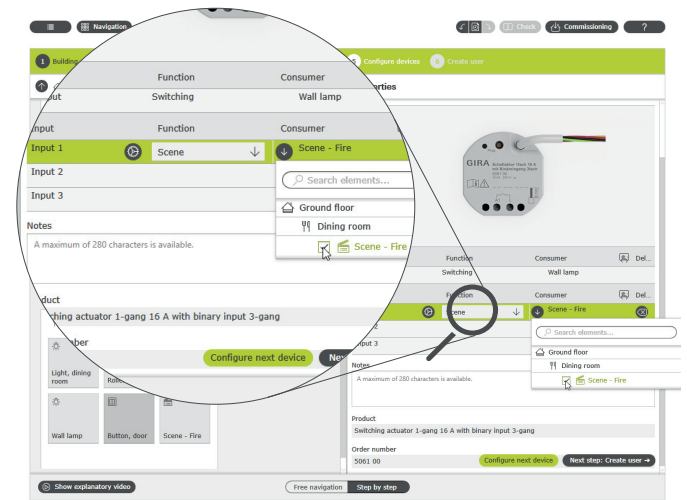 Navigation
Check
Commissioning
?
1 Building
Configure devices
Create user
Function
Consumer
Switching
Wall lamp
Input
Function
Consumer
Input 1
Scene
Scene - Fire
Input 2
Search elements...
Input 3
Ground floor
Notes
Dining room
A maximum of 280 characters is available.
Scene - Fire
ching actuator 1-gang 16 A with binary input 3-gang
Configure next device
Light, dining
room
Wall lamp
Button, door
Scene - Fire
GIRA
Function
Consumer
Del...
Switching
Wall lamp
Function
Consumer
Del...
Scene - Fire
Search elements...
Input 3
Ground floor
Notes
Dining room
A maximum of 280 characters is available.
Scene - Fire
Product
Switching actuator 1-gang 16 A with binary input 3-gang
Order number
5061 00
Configure next device
Next step: Create user
Show explanatory video
Free navigation
Step by step